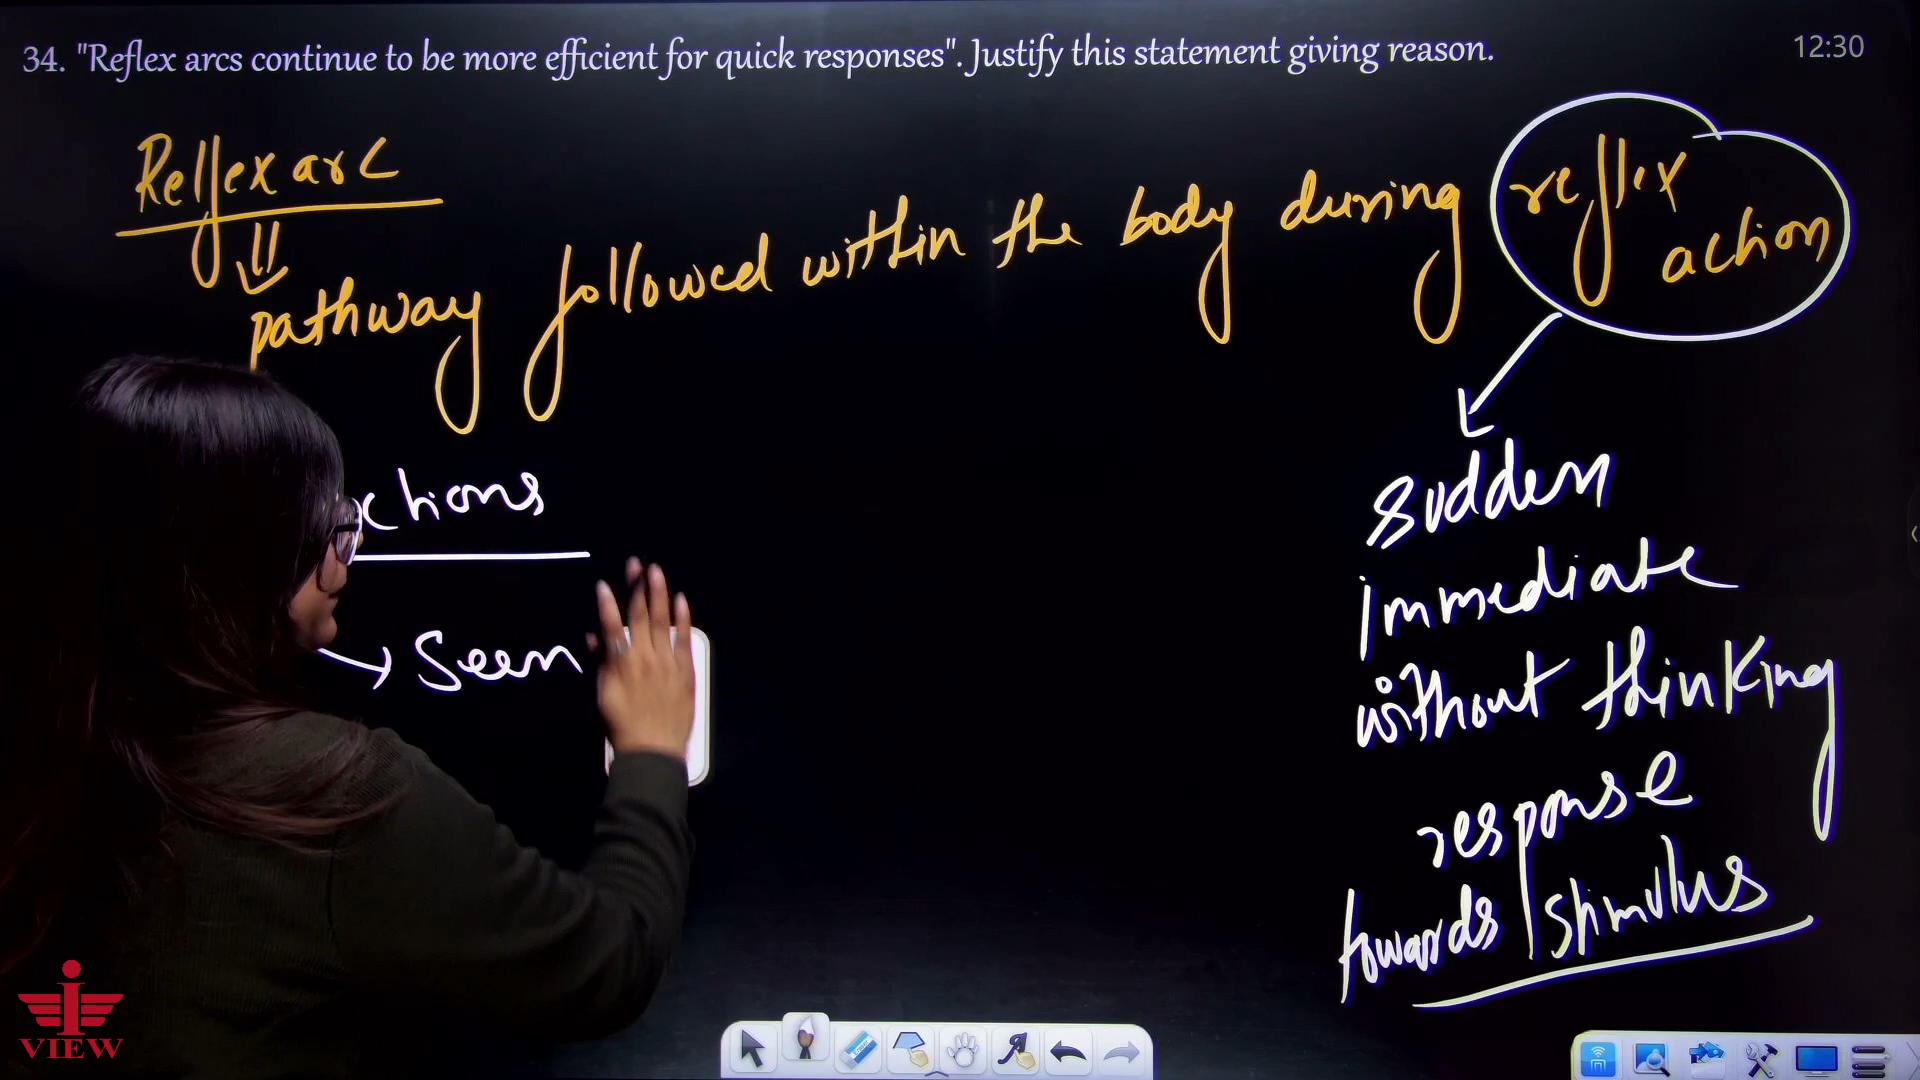 34. "Reflex arcs continue to be more efficient for quick responses". Justify this statement giving reason.
12:30
Reflex arc
pathway followed within the body during reflex
action
ctions
→ Seen
sudden
immediate
without thinking
response
towards stimulus
VIEW